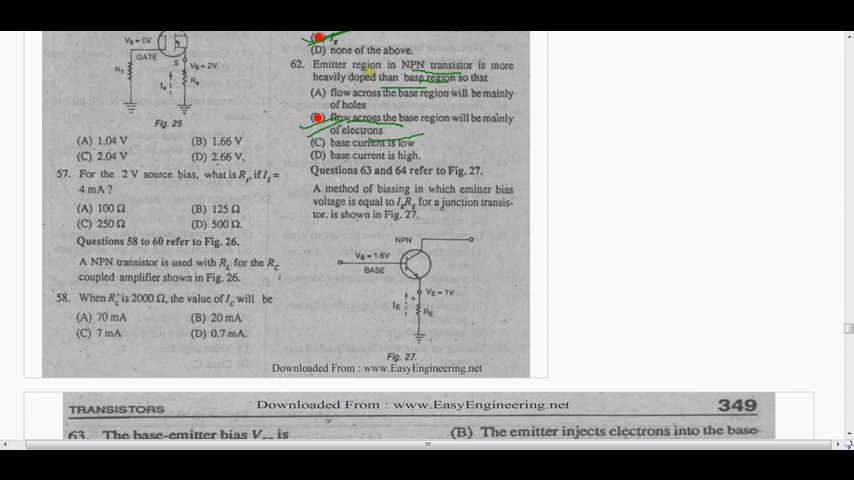 V_G = 0V
GATE
S
V_S = 2V
R_1
I_s
R_s
Fig. 25
(A) 1.04 V (B) 1.66 V
(C) 2.04 V (D) 2.66 V.
57. For the 2 V source bias, what is R_s, if I_s =
4 mA ?
(A) 100 Ω (B) 125 Ω
(C) 250 Ω (D) 500 Ω.
Questions 58 to 60 refer to Fig. 26.
A NPN transistor is used with R_L for the R_C
coupled amplifier shown in Fig. 26.
58. When R_L is 2000 Ω, the value of I_C will be
(A) 70 mA (B) 20 mA
(C) 7 mA (D) 0.7 mA.
(D) none of the above.
62. Emitter region in NPN transistor is more
heavily doped than base region so that
(A) flow across the base region will be mainly
of holes
flow across the base region will be mainly
of electrons
(C) base current is low
(D) base current is high.
Questions 63 and 64 refer to Fig. 27.
A method of biasing in which emitter bias
voltage is equal to I_E R_E for a junction transis-
tor. is shown in Fig. 27.
NPN
V_B = 1.6V
BASE
V_E = 1V
I_E
+
R_E
Fig. 27.
Downloaded From : www.EasyEngineering.net
TRANSISTORS Downloaded From : www.EasyEngineering.net 349
63. The base-emitter bias V is
(B) The emitter injects electrons into the base